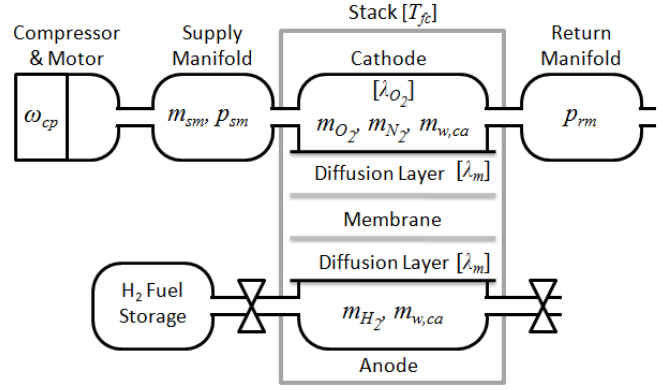 Stack [T_fc]
Compressor
& Motor
Supply
Manifold
Cathode
Return
Manifold
ω_cp
m_sm, p_sm
[λ_O₂]
m_O₂, m_N₂, m_w,ca
p_rm
Diffusion Layer [λ_m]
Membrane
Diffusion Layer [λ_m]
H₂ Fuel
Storage
m_H₂, m_w,ca
Anode